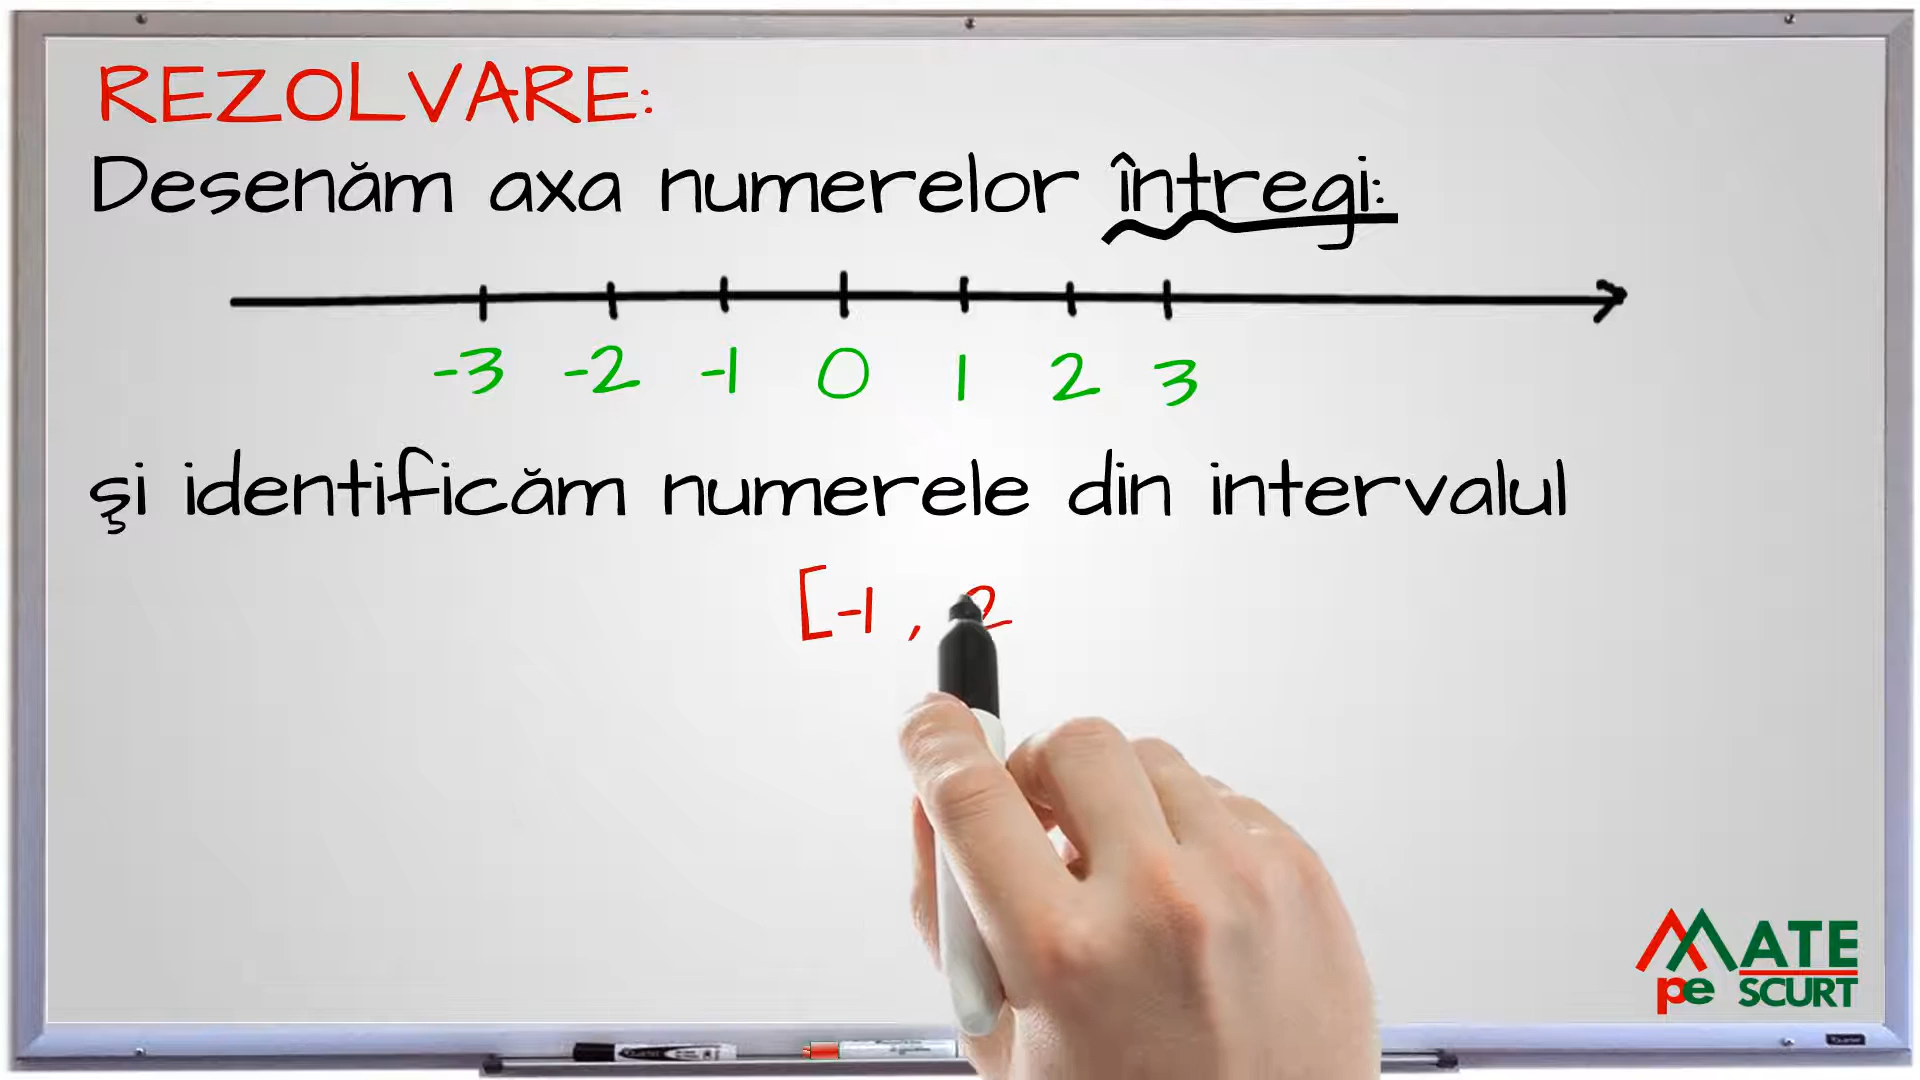 REZOLVARE:
Desenăm axa numerelor întregi:
-3 -2 -1 0 1 2 3
şi identificăm numerele din intervalul
[-1 , 2
MATE
pe SCURT